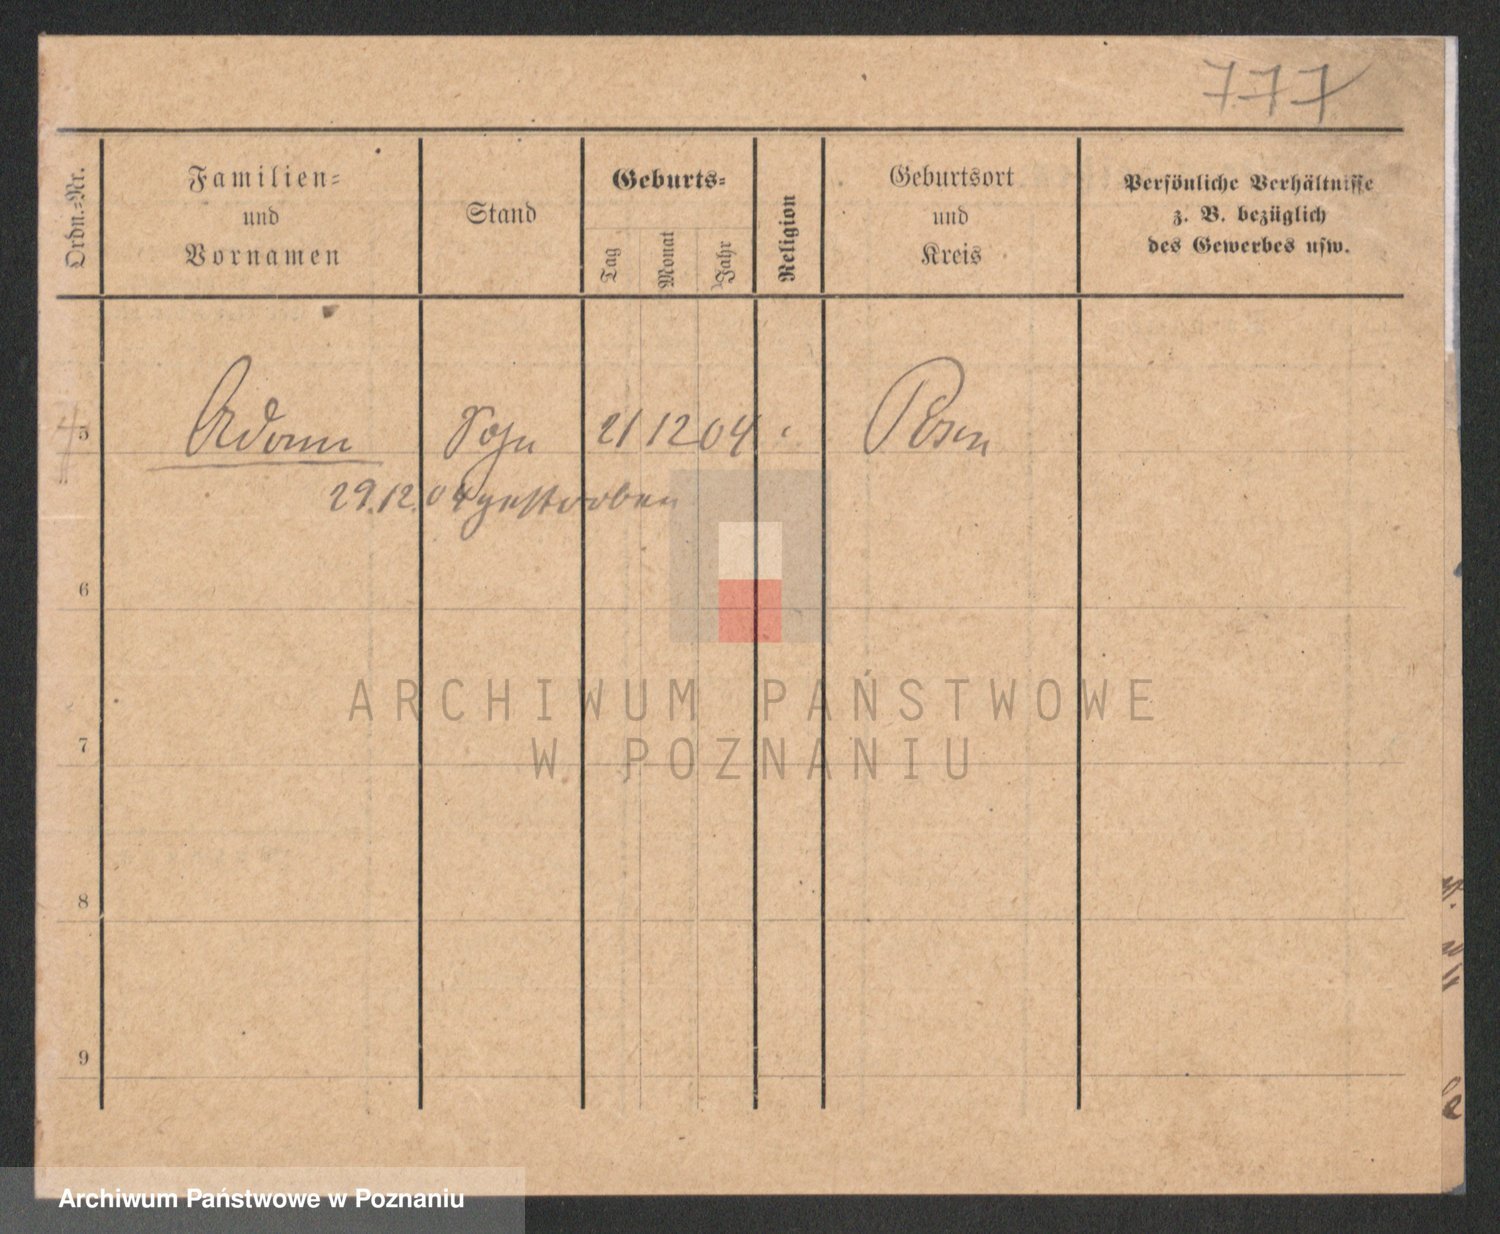 777
Ordn.=Nr.
Familien=
und
Vornamen
Stand
Geburts=
Tag
Monat
Jahr
Religion
Geburtsort
und
Kreis
Persönliche Verhältnisse
z. B. bezüglich
des Gewerbes usw.
5 Adam Sohn 21 12 04 Posen
29.12.04 gestorben
6
ARCHIWUM PAŃSTWOWE
7
W POZNANIU
8
9
Archiwum Państwowe w Poznaniu